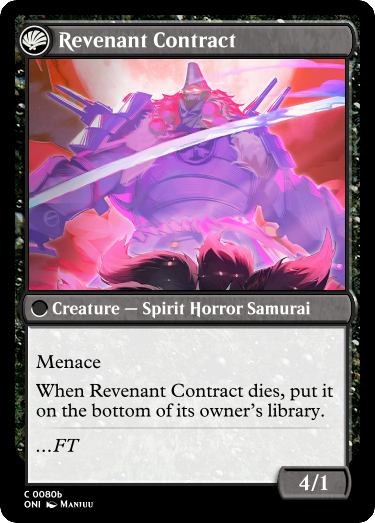 Revenant Contract
Creature — Spirit Horror Samurai
Menace
When Revenant Contract dies, put it
on the bottom of its owner's library.
...FT
4/1
C 0080b
ONI Manjuu